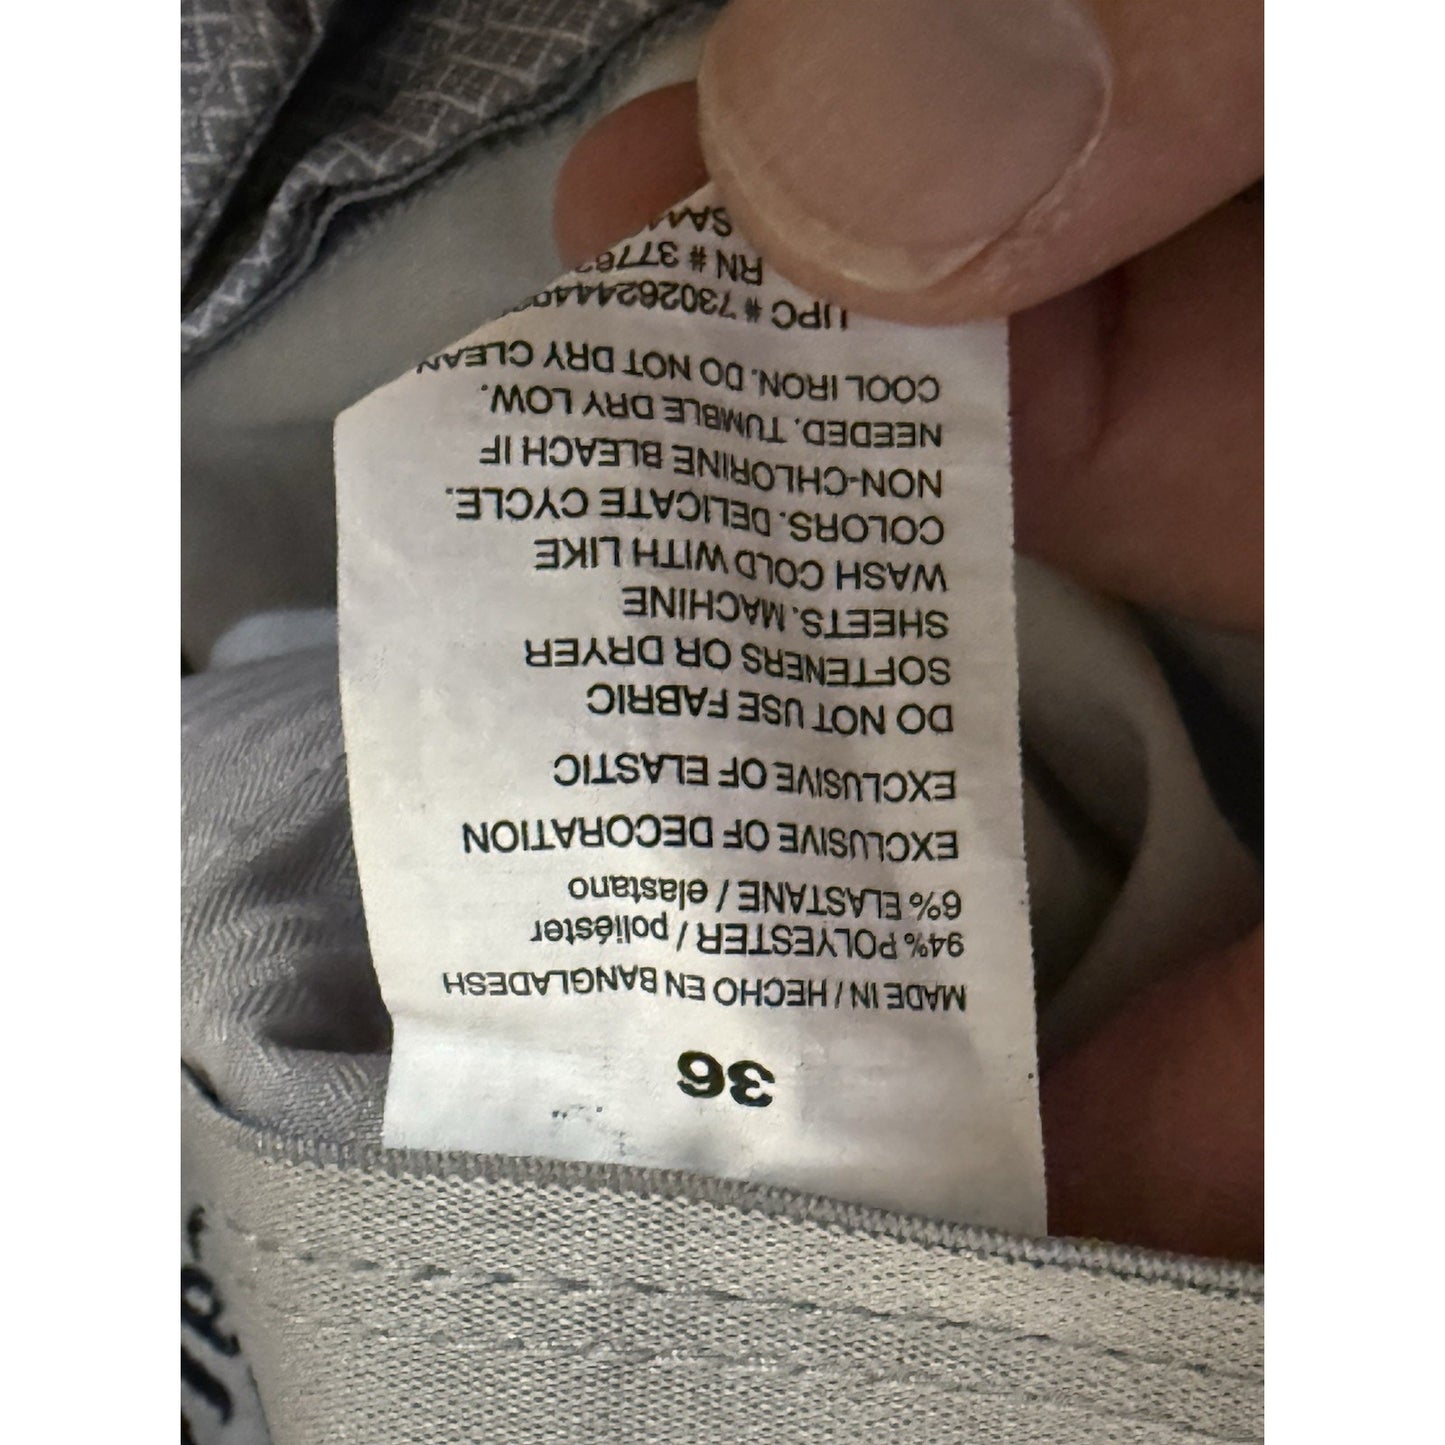 36
MADE IN / HECHO EN BANGLADESH
94% POLYESTER / poliéster
6% ELASTANE / elastano
EXCLUSIVE OF DECORATION
EXCLUSIVE OF ELASTIC
DO NOT USE FABRIC
SOFTENERS OR DRYER
SHEETS. MACHINE
WASH COLD WITH LIKE
COLORS. DELICATE CYCLE.
NON-CHLORINE BLEACH IF
NEEDED. TUMBLE DRY LOW.
COOL IRON. DO NOT DRY CLEAN
UPC #
RN #